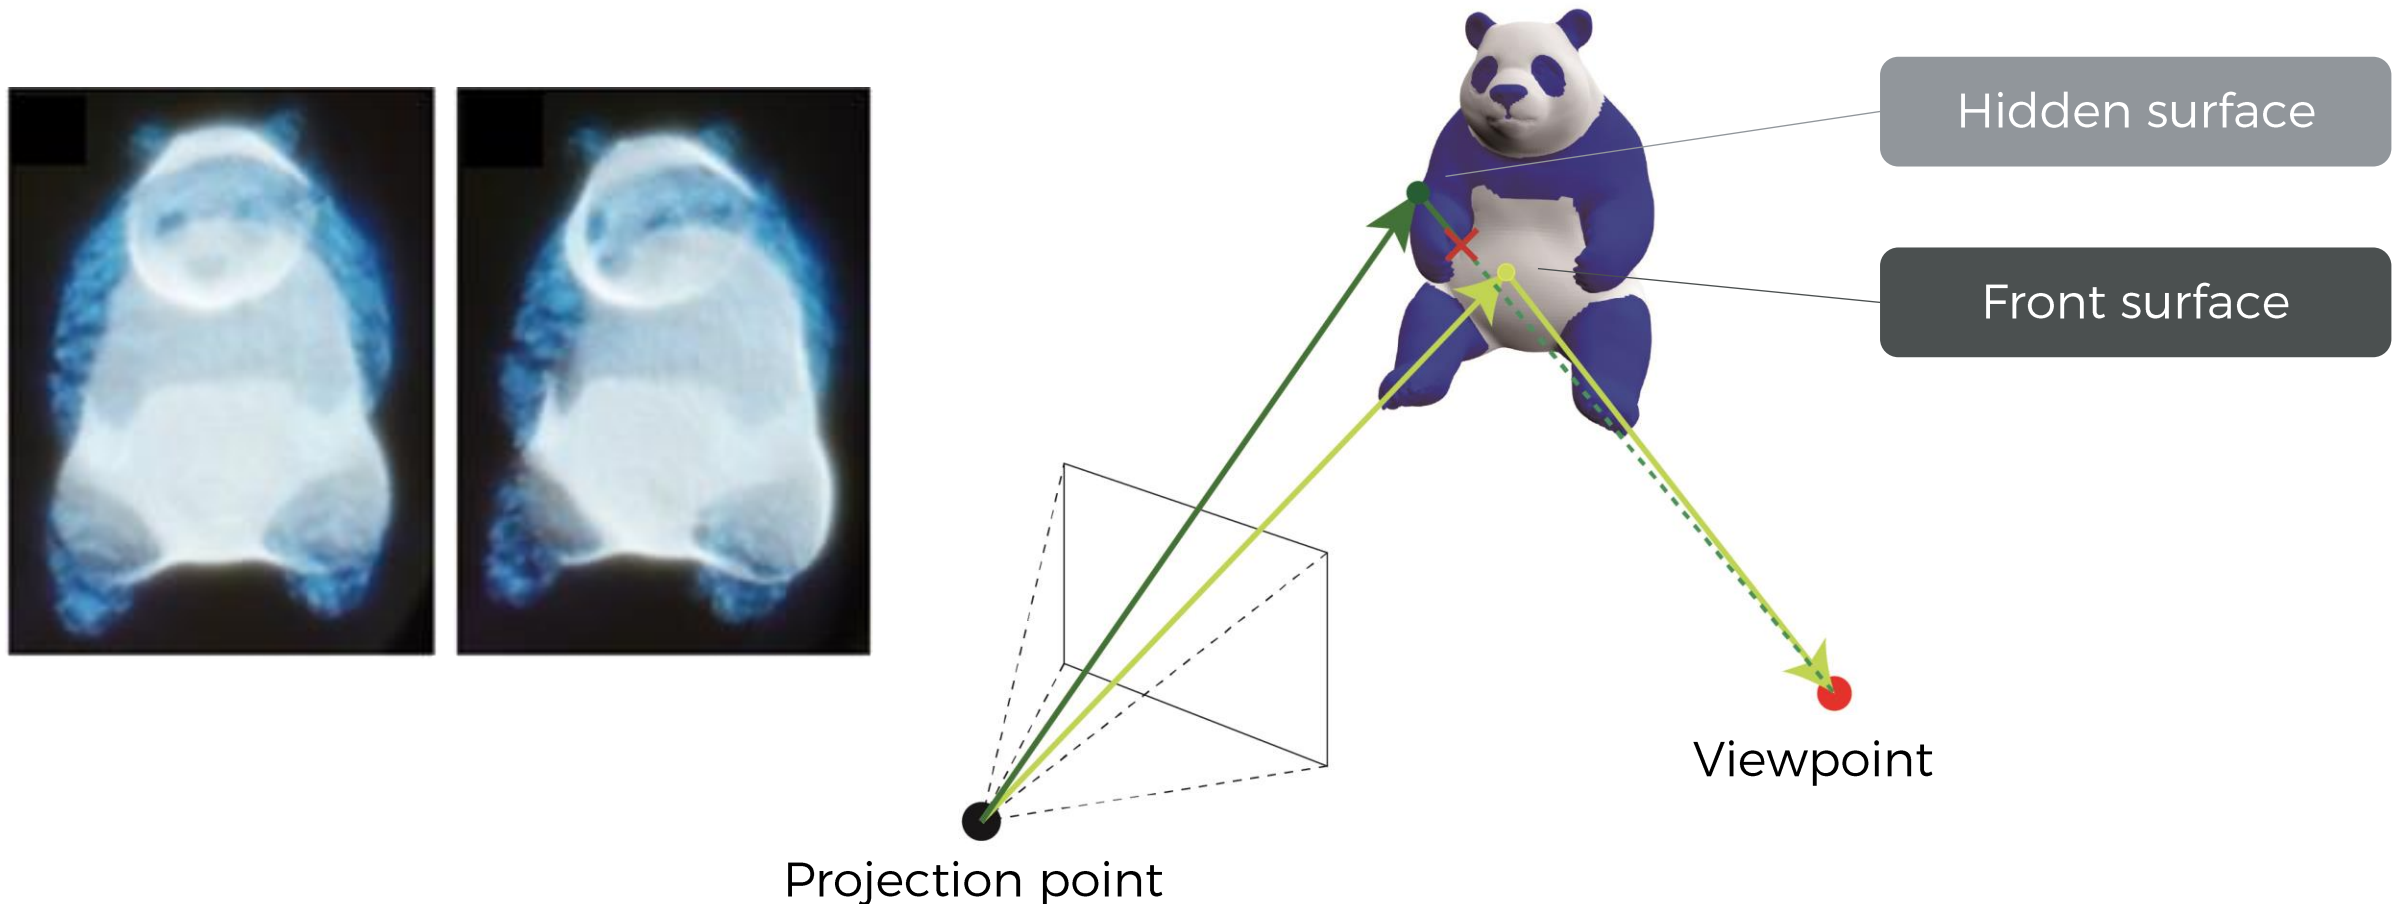 Hidden surface
Front surface
Viewpoint
Projection point